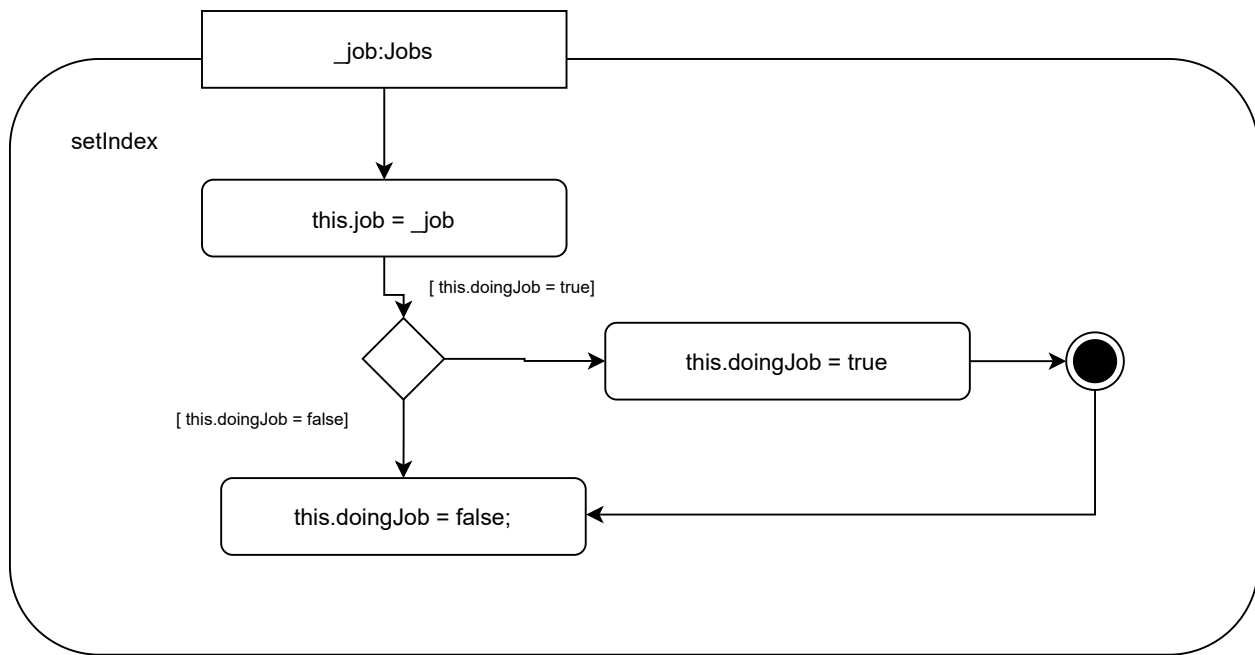 _job:Jobs
setIndex
this.job = _job
[ this.doingJob = true]
this.doingJob = true
[ this.doingJob = false]
this.doingJob = false;